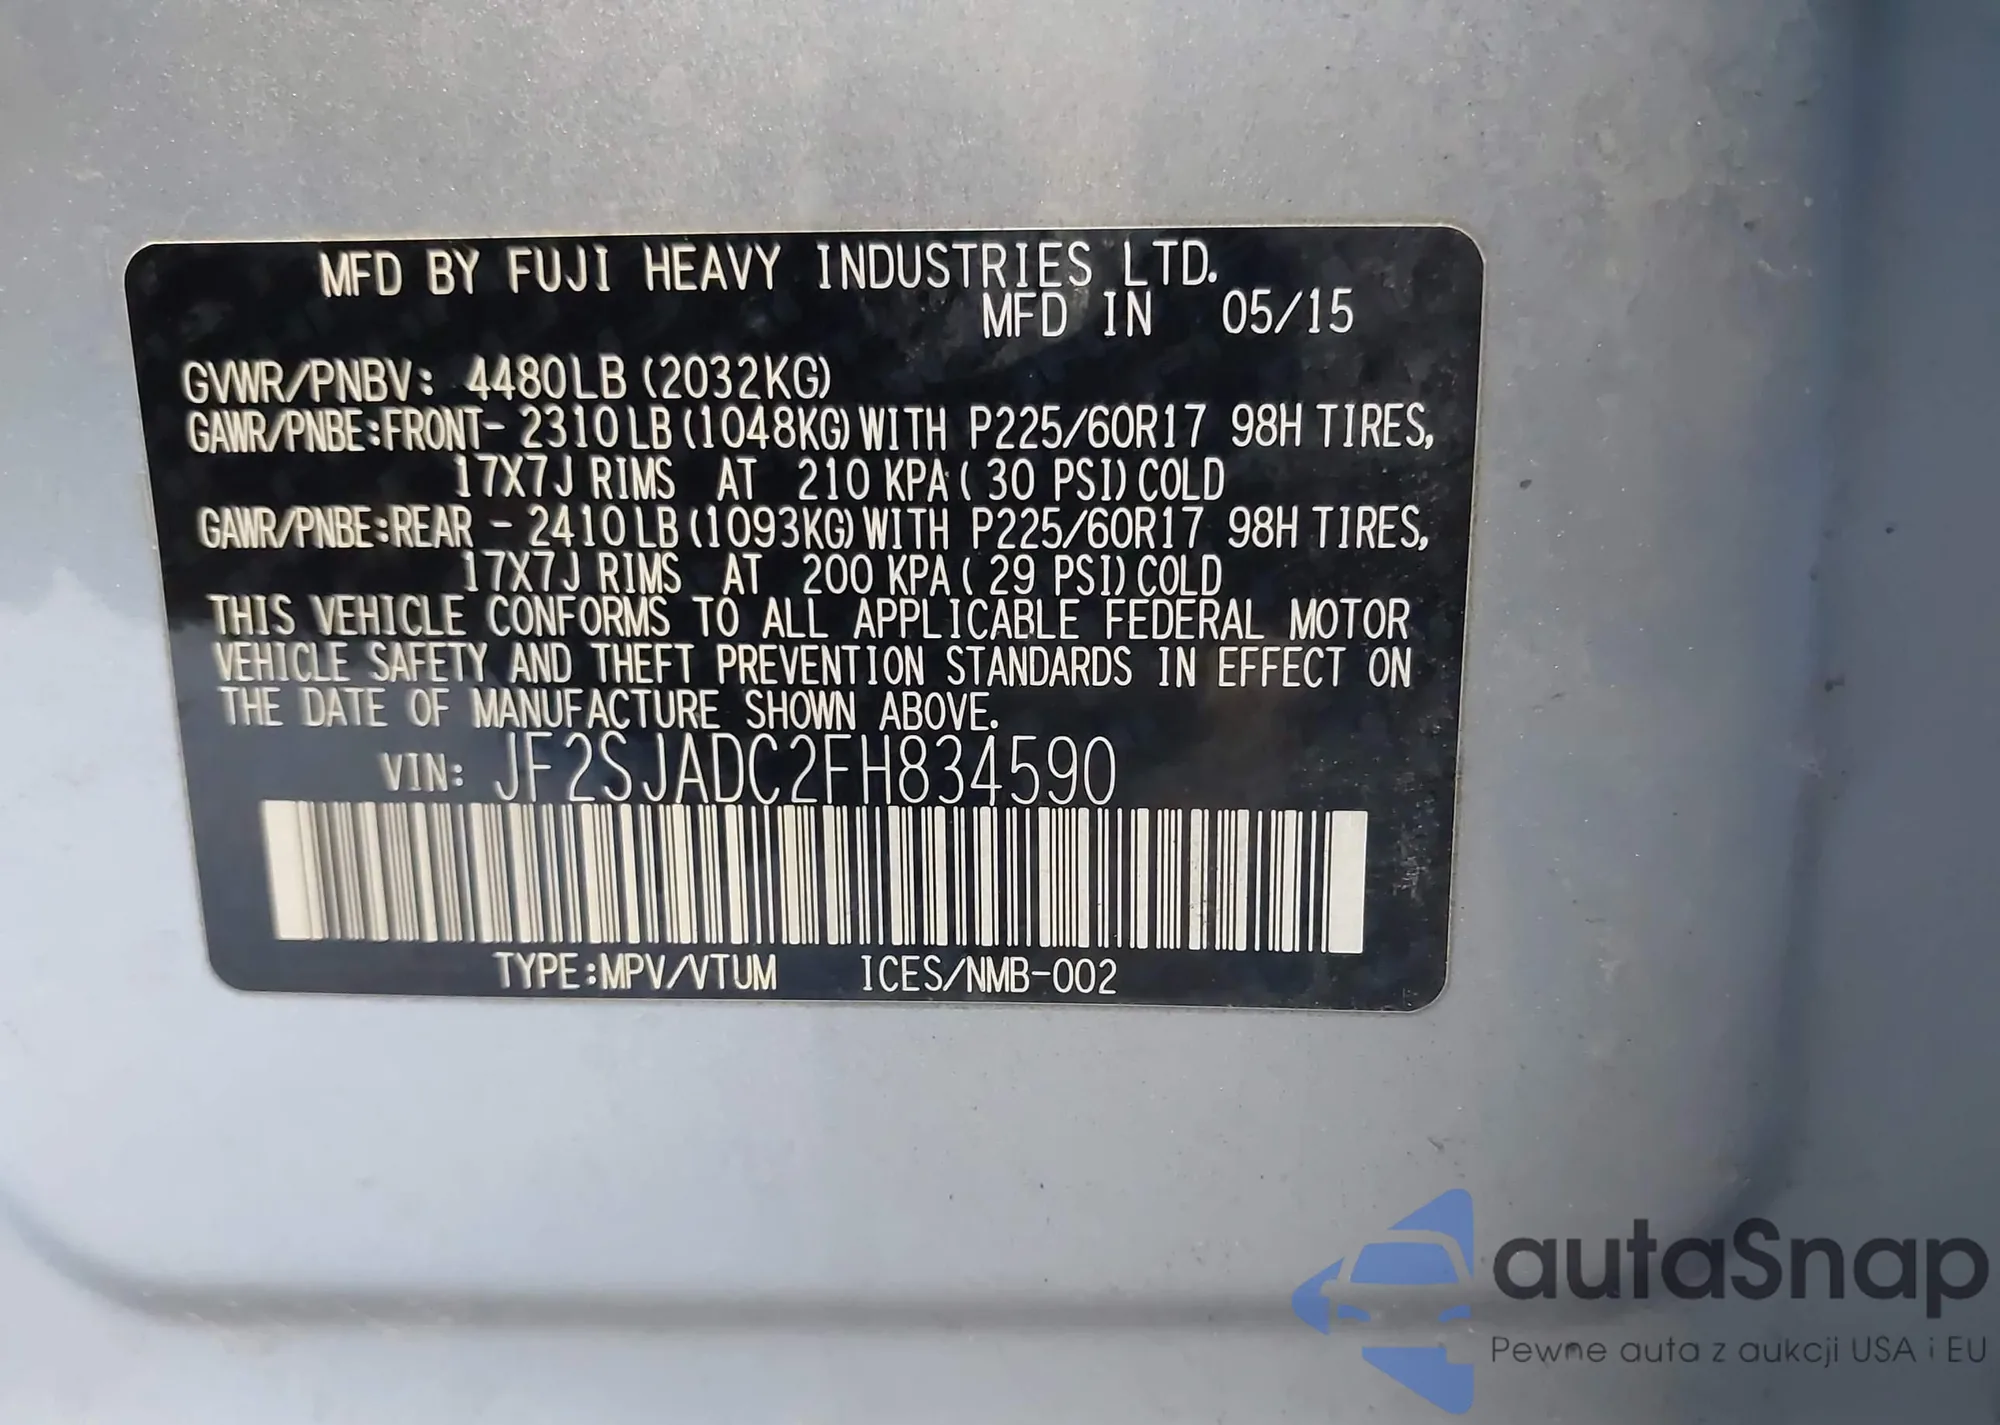 MFD BY FUJI HEAVY INDUSTRIES LTD.
MFD IN 05/15
GVWR/PNBV: 4480LB (2032KG)
GAWR/PNBE:FRONT- 2310LB (1048KG) WITH P225/60R17 98H TIRES,
17X7J RIMS AT 210 KPA ( 30 PSI) COLD
GAWR/PNBE:REAR - 2410LB (1093KG) WITH P225/60R17 98H TIRES,
17X7J RIMS AT 200 KPA ( 29 PSI) COLD
THIS VEHICLE CONFORMS TO ALL APPLICABLE FEDERAL MOTOR
VEHICLE SAFETY AND THEFT PREVENTION STANDARDS IN EFFECT ON
THE DATE OF MANUFACTURE SHOWN ABOVE.
VIN: JF2SJADC2FH834590
TYPE:MPV/VTUM ICES/NMB-002
autaSnap
Pewne auta z aukcji USA i EU